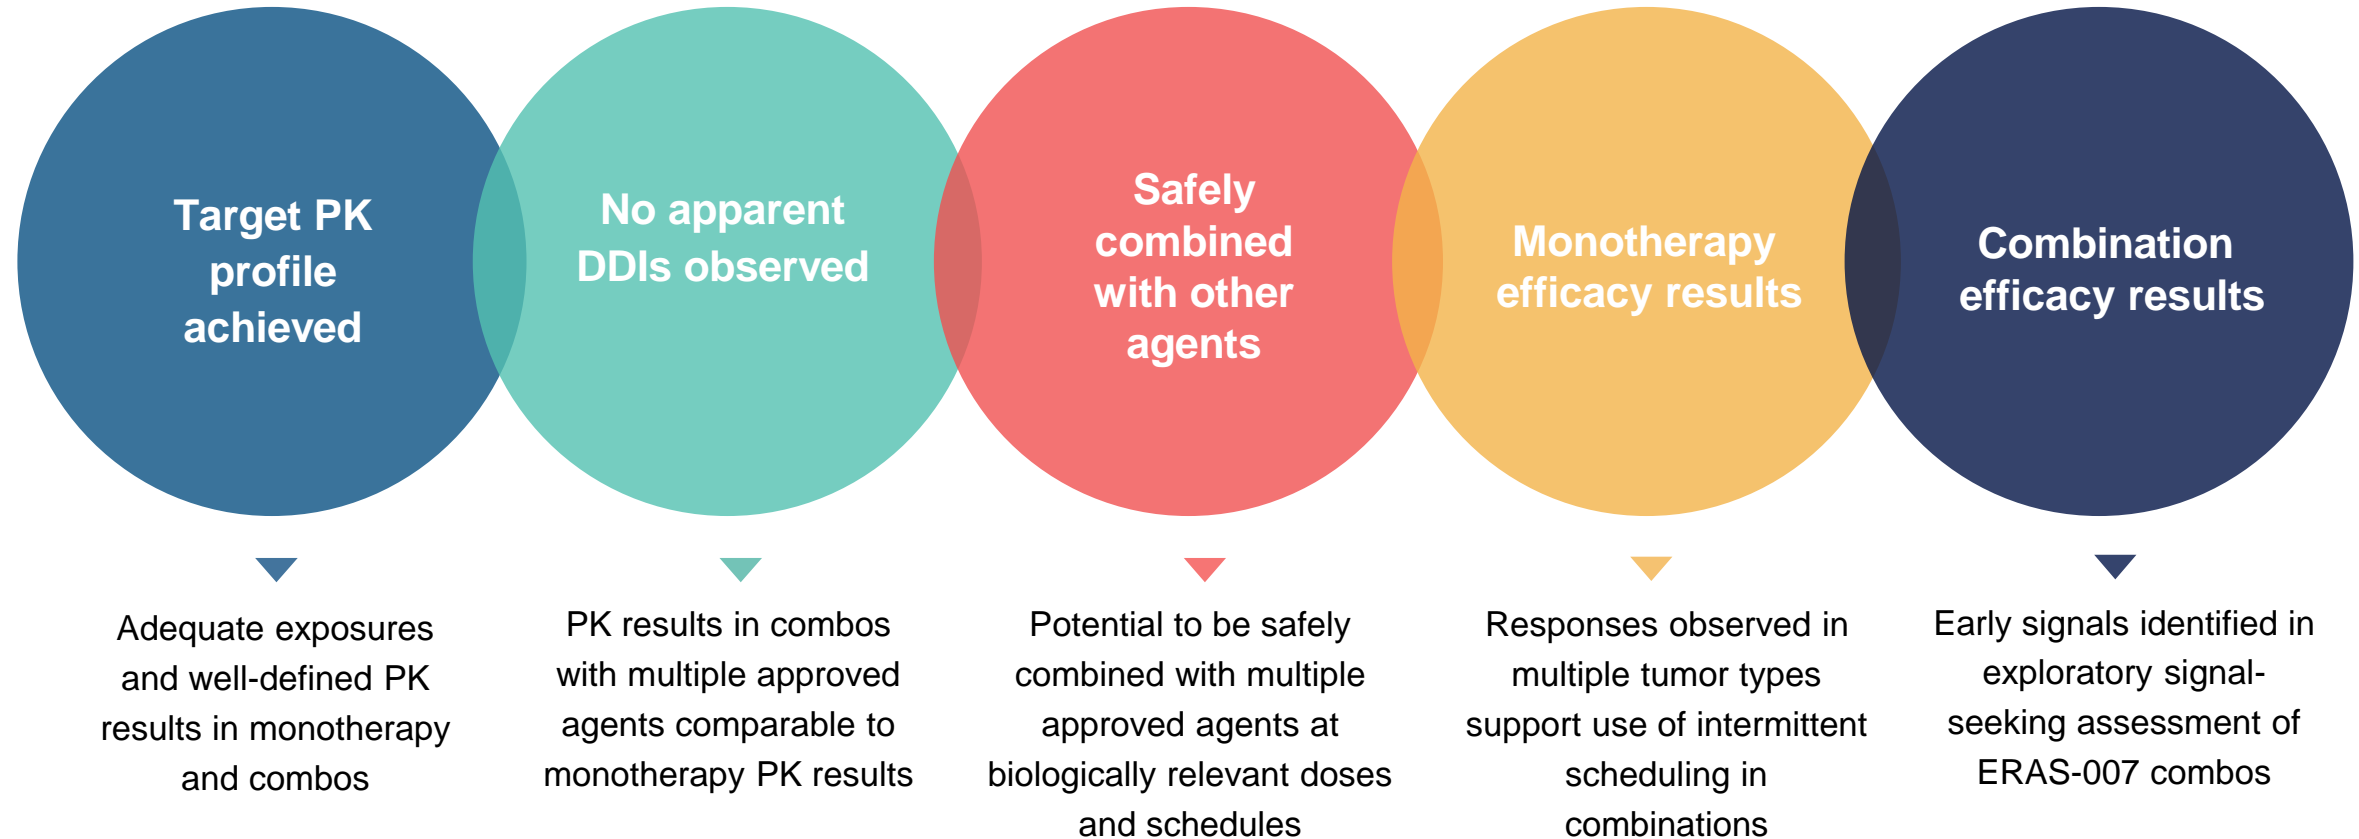 Target PK
profile
achieved
No apparent
DDIs observed
Safely
combined
with other
agents
Monotherapy
efficacy results
Combination
efficacy results
Adequate exposures
and well-defined PK
results in monotherapy
and combos
PK results in combos
with multiple approved
agents comparable to
monotherapy PK results
Potential to be safely
combined with multiple
approved agents at
biologically relevant doses
and schedules
Responses observed in
multiple tumor types
support use of intermittent
scheduling in
combinations
Early signals identified in
exploratory signal-
seeking assessment of
ERAS-007 combos